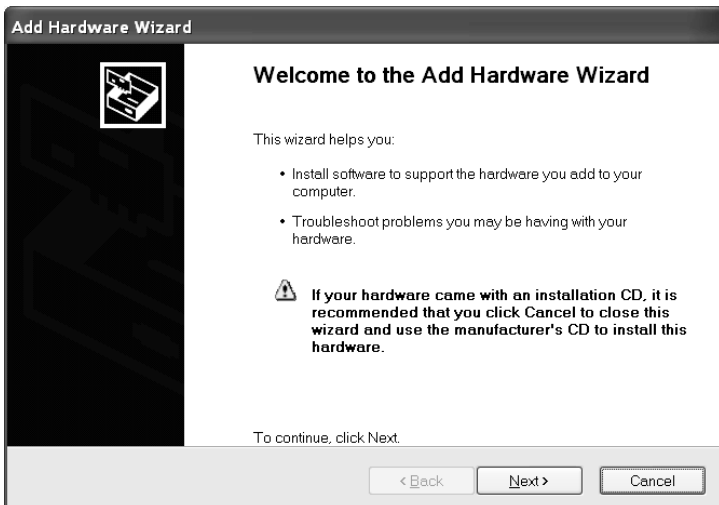 Add Hardware Wizard
Welcome to the Add Hardware Wizard
This wizard helps you:
• Install software to support the hardware you add to your
computer.
• Troubleshoot problems you may be having with your
hardware.
If your hardware came with an installation CD, it is
recommended that you click Cancel to close this
wizard and use the manufacturer's CD to install this
hardware.
To continue, click Next.
< Back Next > Cancel